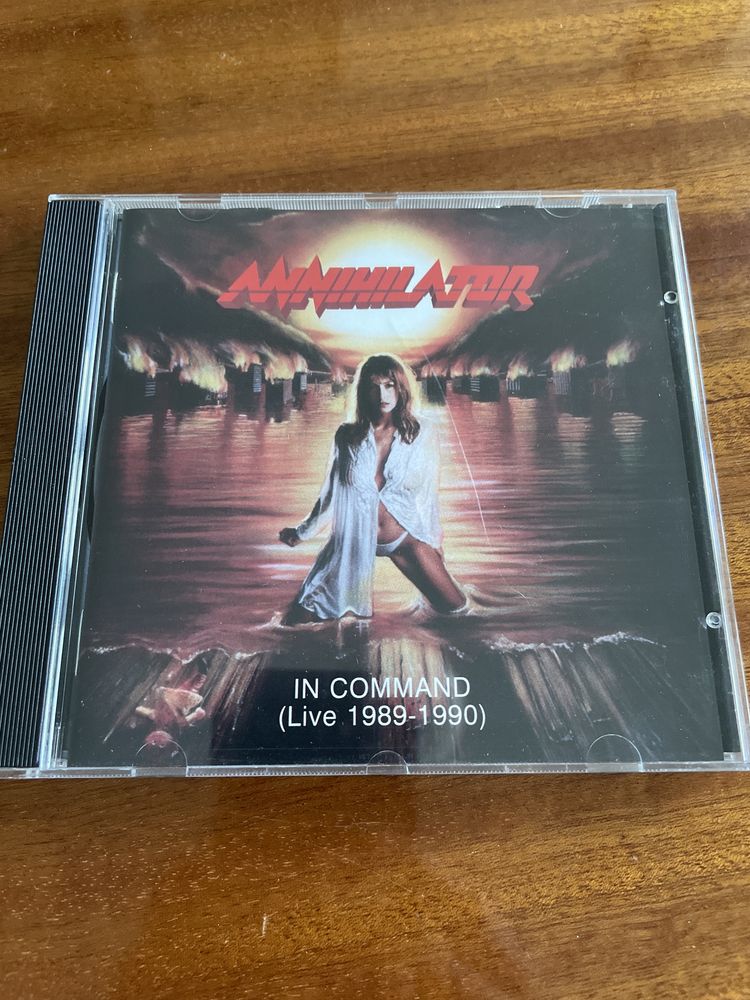 ANNIHILATOR
IN COMMAND
(Live 1989-1990)